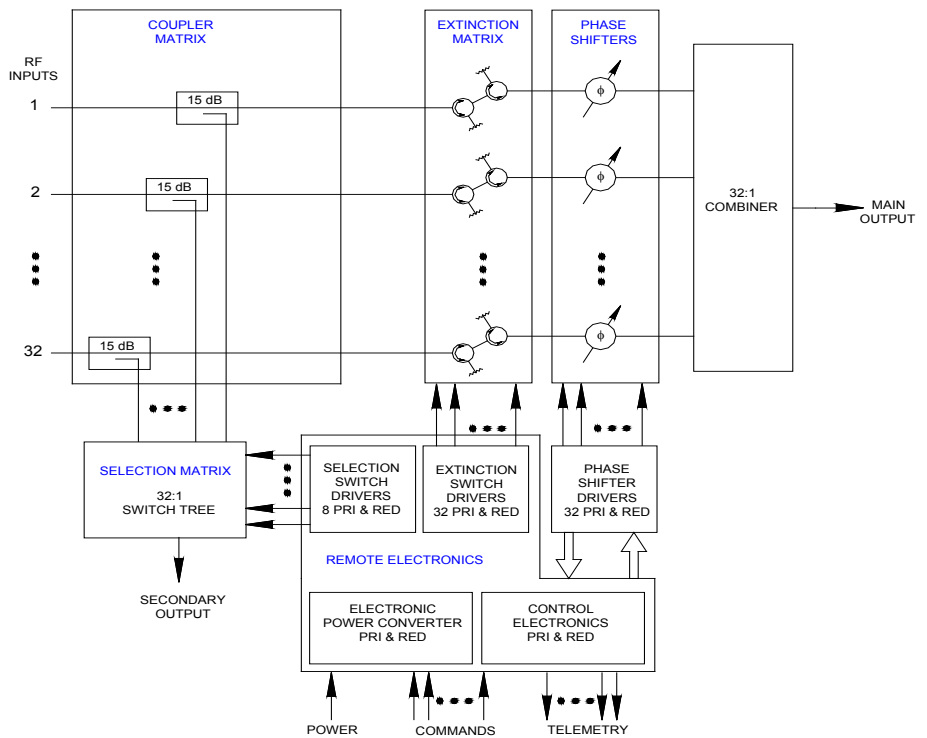 COUPLER
MATRIX
EXTINCTION
MATRIX
PHASE
SHIFTERS
RF
INPUTS
1
15 dB
ϕ
2
15 dB
ϕ
32:1
COMBINER
MAIN
OUTPUT
32
15 dB
ϕ
SELECTION MATRIX
32:1
SWITCH TREE
SELECTION
SWITCH
DRIVERS
8 PRI & RED
EXTINCTION
SWITCH
DRIVERS
32 PRI & RED
PHASE
SHIFTER
DRIVERS
32 PRI & RED
REMOTE ELECTRONICS
SECONDARY
OUTPUT
ELECTRONIC
POWER CONVERTER
PRI & RED
CONTROL
ELECTRONICS
PRI & RED
POWER
COMMANDS
TELEMETRY